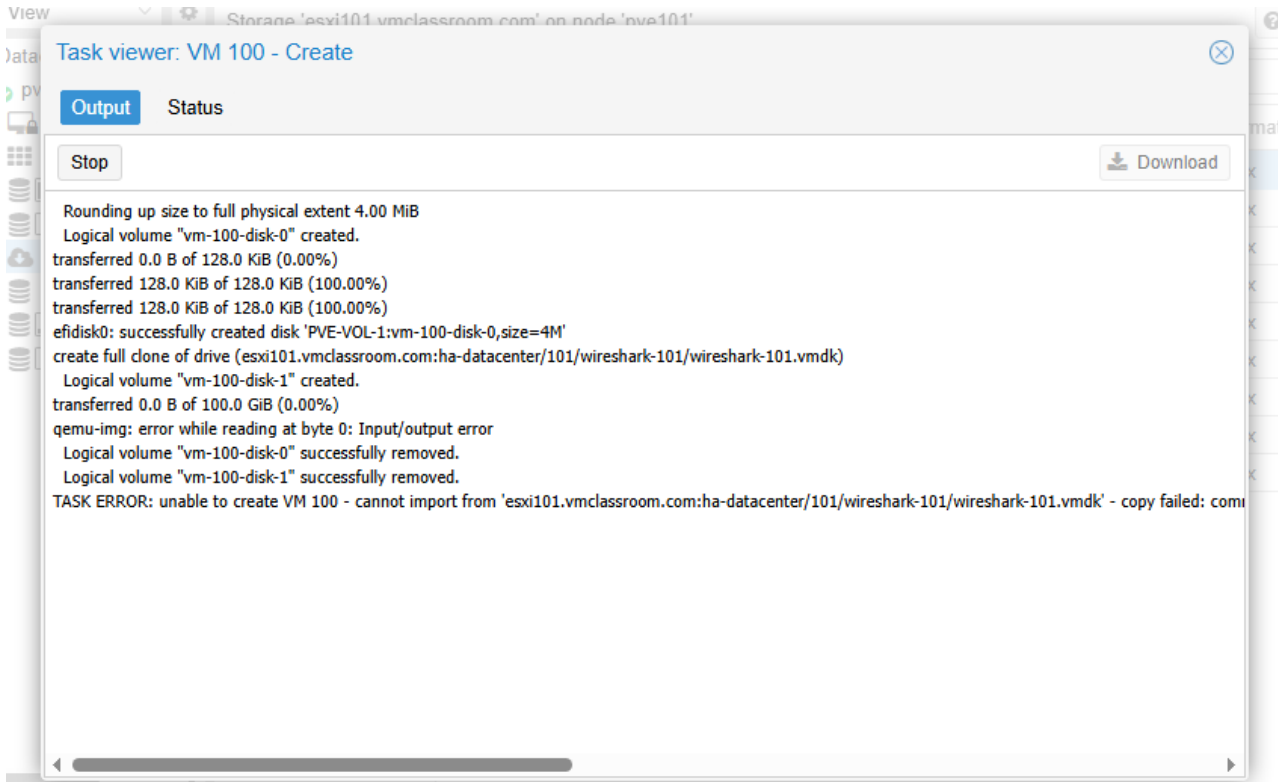 View
Storage 'esxi101.vmclassroom.com' on node 'pve101'
Data
Task viewer: VM 100 - Create
pv
Output Status
Stop
Download
Rounding up size to full physical extent 4.00 MiB
Logical volume "vm-100-disk-0" created.
transferred 0.0 B of 128.0 KiB (0.00%)
transferred 128.0 KiB of 128.0 KiB (100.00%)
transferred 128.0 KiB of 128.0 KiB (100.00%)
efidisk0: successfully created disk 'PVE-VOL-1:vm-100-disk-0,size=4M'
create full clone of drive (esxi101.vmclassroom.com:ha-datacenter/101/wireshark-101/wireshark-101.vmdk)
Logical volume "vm-100-disk-1" created.
transferred 0.0 B of 100.0 GiB (0.00%)
qemu-img: error while reading at byte 0: Input/output error
Logical volume "vm-100-disk-0" successfully removed.
Logical volume "vm-100-disk-1" successfully removed.
TASK ERROR: unable to create VM 100 - cannot import from 'esxi101.vmclassroom.com:ha-datacenter/101/wireshark-101/wireshark-101.vmdk' - copy failed: